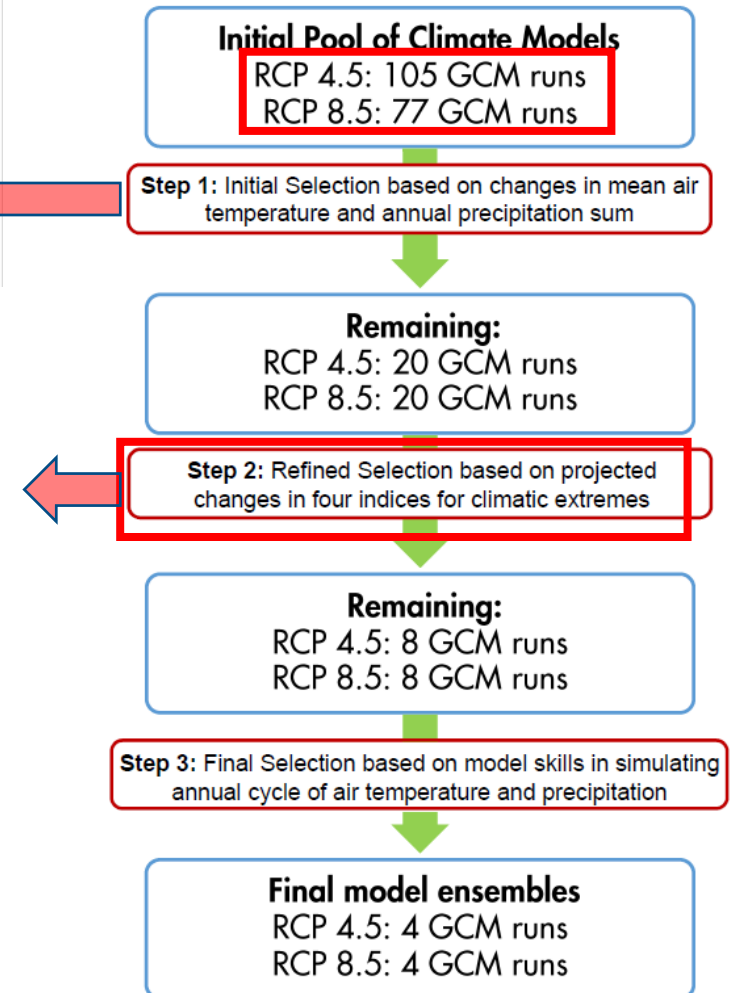 Initial Pool of Climate Models
RCP 4.5: 105 GCM runs
RCP 8.5: 77 GCM runs
Step 1: Initial Selection based on changes in mean air
temperature and annual precipitation sum
Remaining:
RCP 4.5: 20 GCM runs
RCP 8.5: 20 GCM runs
Step 2: Refined Selection based on projected
changes in four indices for climatic extremes
Remaining:
RCP 4.5: 8 GCM runs
RCP 8.5: 8 GCM runs
Step 3: Final Selection based on model skills in simulating
annual cycle of air temperature and precipitation
Final model ensembles
RCP 4.5: 4 GCM runs
RCP 8.5: 4 GCM runs